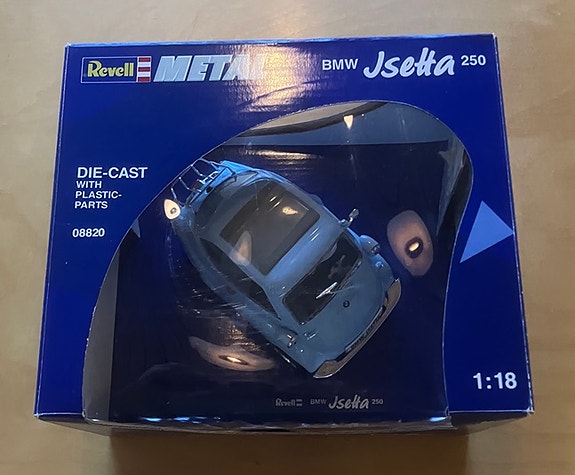 Revell METAL BMW Jsetta 250
DIE-CAST
WITH
PLASTIC-
PARTS
08820
1:18
Revell BMW Jsetta 250